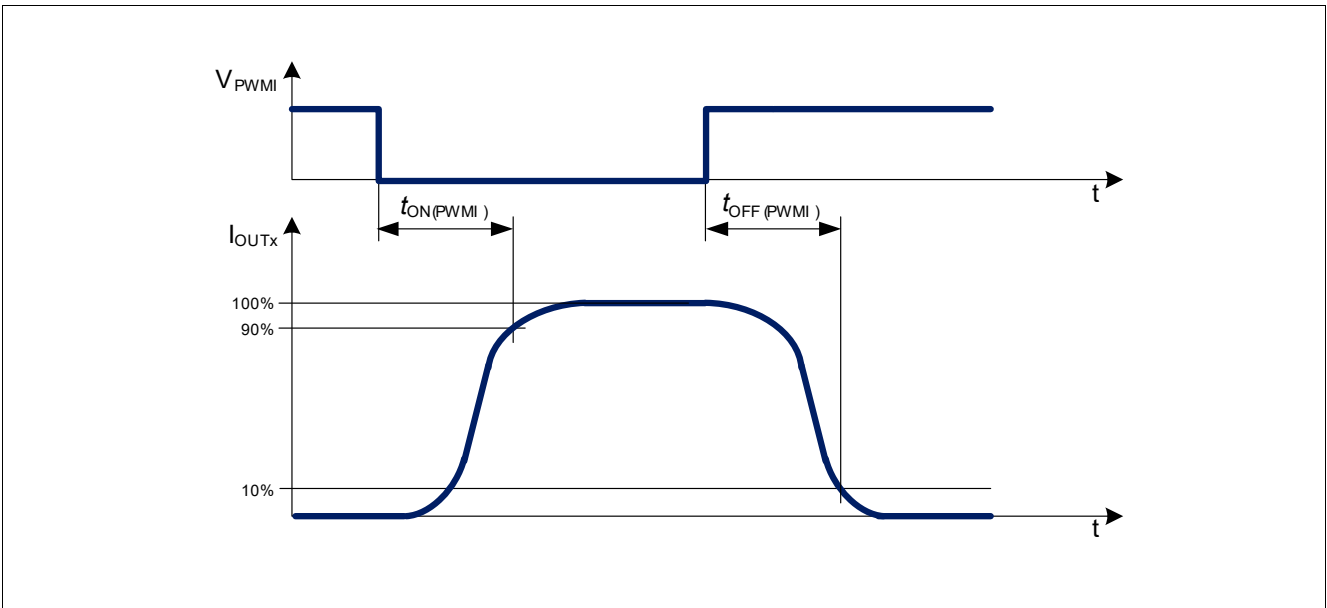 VPWMI
t
tON(PWMI )
tOFF (PWMI )
IOUTx
100%
90%
10%
t